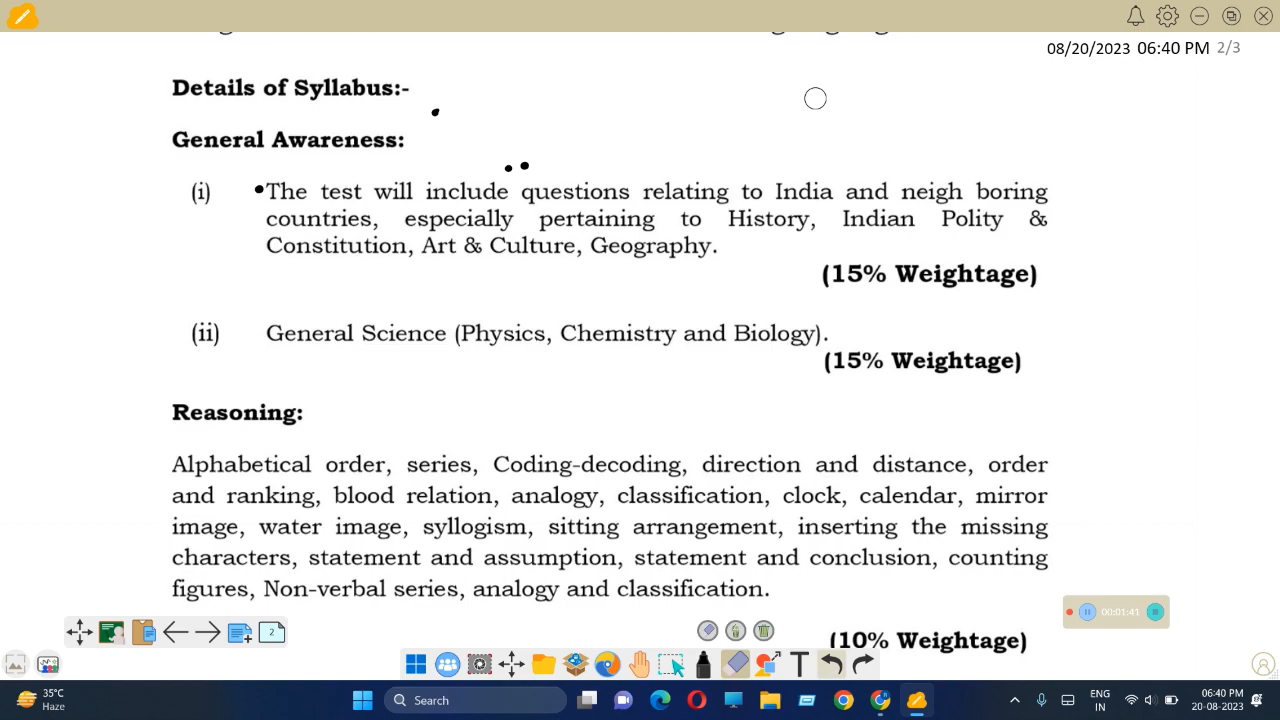 08/20/2023 06:40 PM 2/3
Details of Syllabus:-
General Awareness:
(i) The test will include questions relating to India and neigh boring
countries, especially pertaining to History, Indian Polity &
Constitution, Art & Culture, Geography.
(15% Weightage)
(ii) General Science (Physics, Chemistry and Biology).
(15% Weightage)
Reasoning:
Alphabetical order, series, Coding-decoding, direction and distance, order
and ranking, blood relation, analogy, classification, clock, calendar, mirror
image, water image, syllogism, sitting arrangement, inserting the missing
characters, statement and assumption, statement and conclusion, counting
figures, Non-verbal series, analogy and classification.
00:01:41
2
(10% Weightage)
35°C
Haze
Search
ENG
IN
06:40 PM
20-08-2023